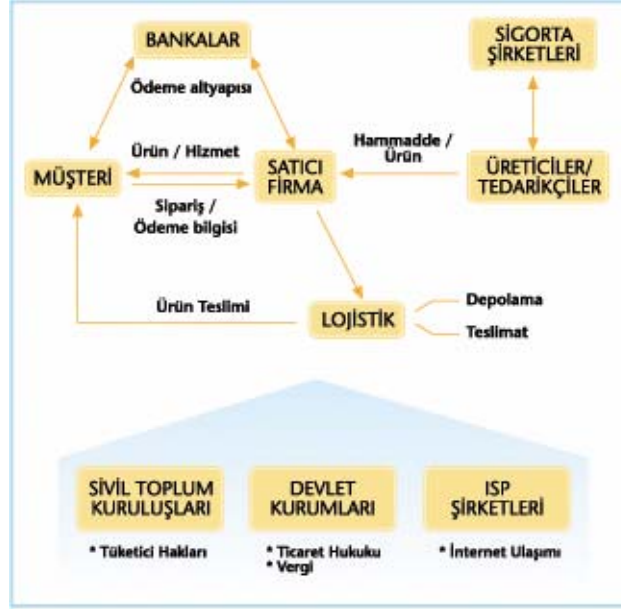 BANKALAR
SİGORTA
ŞİRKETLERİ
Ödeme altyapısı
Ürün / Hizmet
Hammadde /
Ürün
MÜŞTERİ
SATICI
FİRMA
ÜRETİCİLER/
TEDARİKÇİLER
Sipariş /
Ödeme bilgisi
Ürün Teslimi
LOJİSTİK
Depolama
Teslimat
SİVİL TOPLUM
KURULUŞLARI
* Tüketici Hakları
DEVLET
KURUMLARI
* Ticaret Hukuku
* Vergi
ISP
ŞİRKETLERİ
* İnternet Ulaşımı